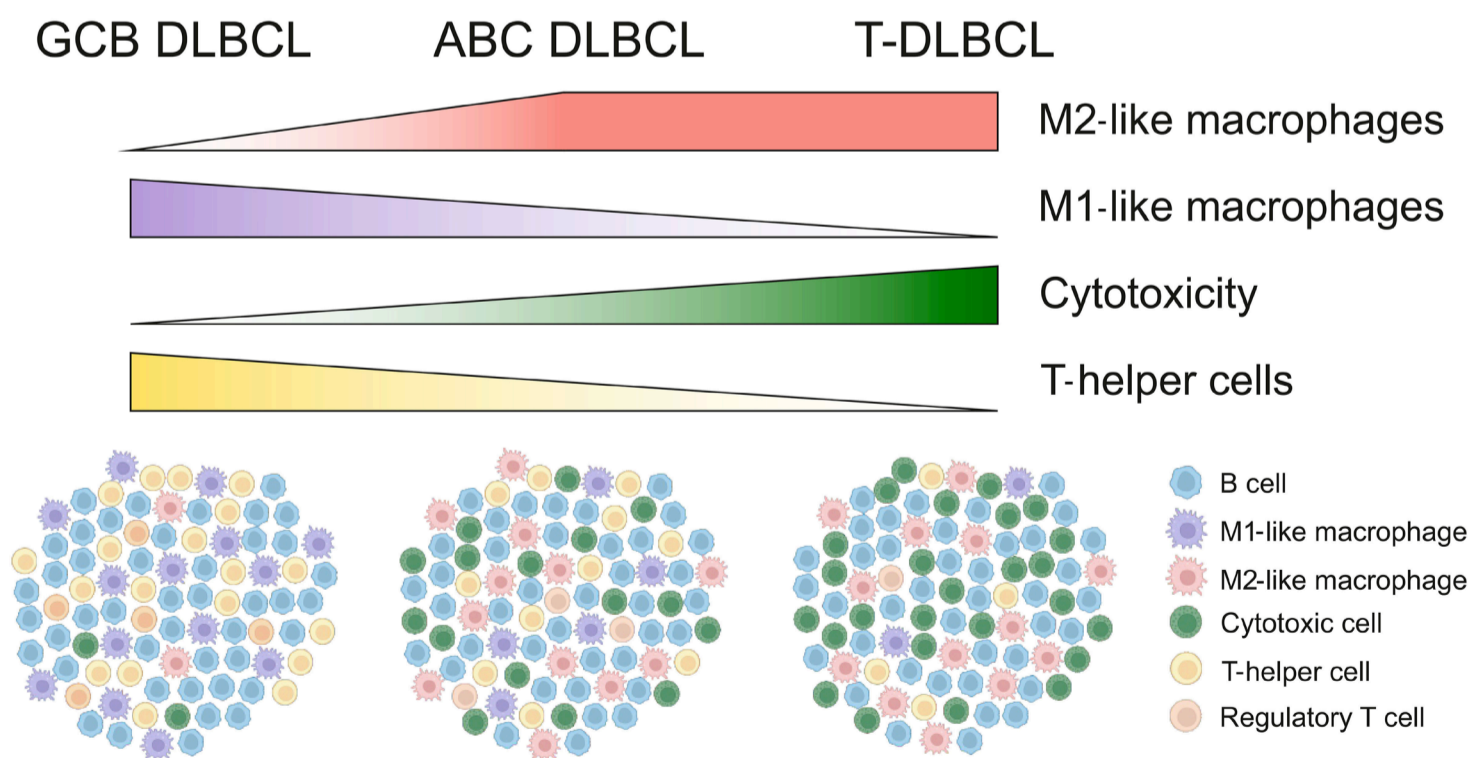 GCB DLBCL ABC DLBCL T-DLBCL
M2-like macrophages
M1-like macrophages
Cytotoxicity
T-helper cells
B cell
M1-like macrophage
M2-like macrophage
Cytotoxic cell
T-helper cell
Regulatory T cell